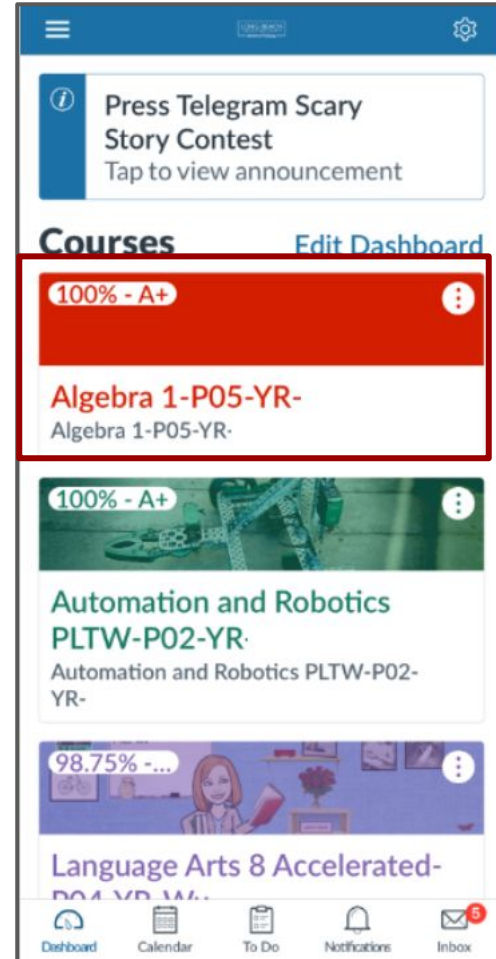 Press Telegram Scary
Story Contest
Tap to view announcement
Courses
Edit Dashboard
100% - A+
Algebra 1-P05-YR-
Algebra 1-P05-YR-
100% - A+
Automation and Robotics
PLTW-P02-YR-
Automation and Robotics PLTW-P02-
YR-
98.75% -...
Language Arts 8 Accelerated-
Dashboard
Calendar
To Do
Notifications
5
Inbox